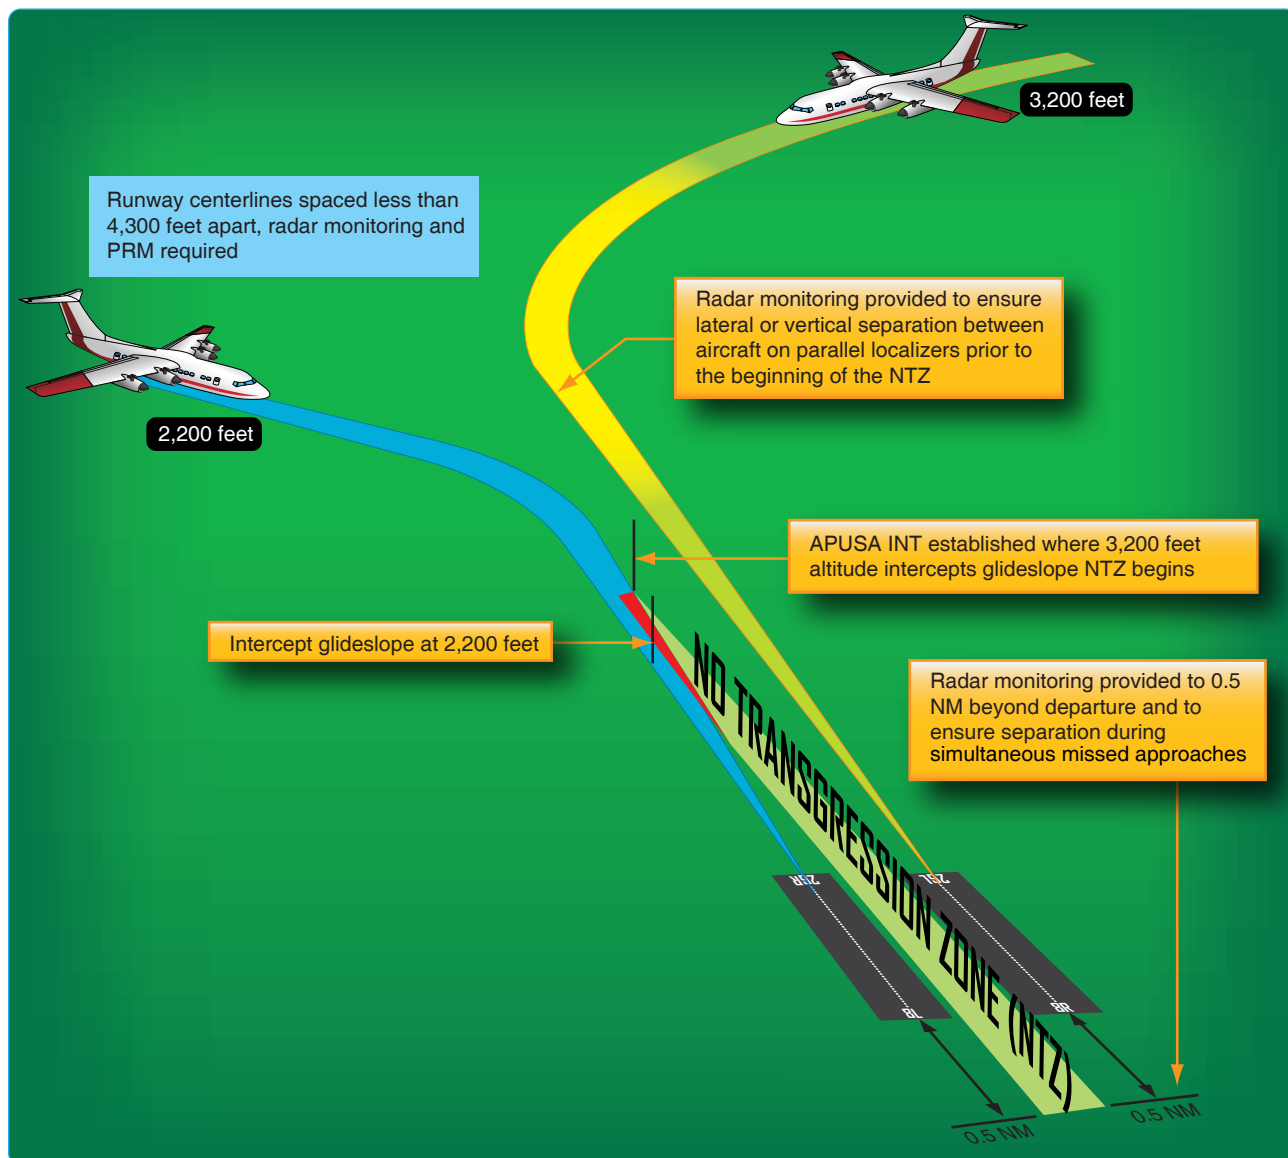 3,200 feet
Runway centerlines spaced less than
4,300 feet apart, radar monitoring and
PRM required
Radar monitoring provided to ensure
lateral or vertical separation between
aircraft on parallel localizers prior to
the beginning of the NTZ
2,200 feet
APUSA INT established where 3,200 feet
altitude intercepts glideslope NTZ begins
Intercept glideslope at 2,200 feet
Radar monitoring provided to 0.5
NM beyond departure and to
ensure separation during
simultaneous missed approaches
NO TRANSGRESSION ZONE (NTZ)
26R
26L
8L
8R
0.5 NM
0.5 NM